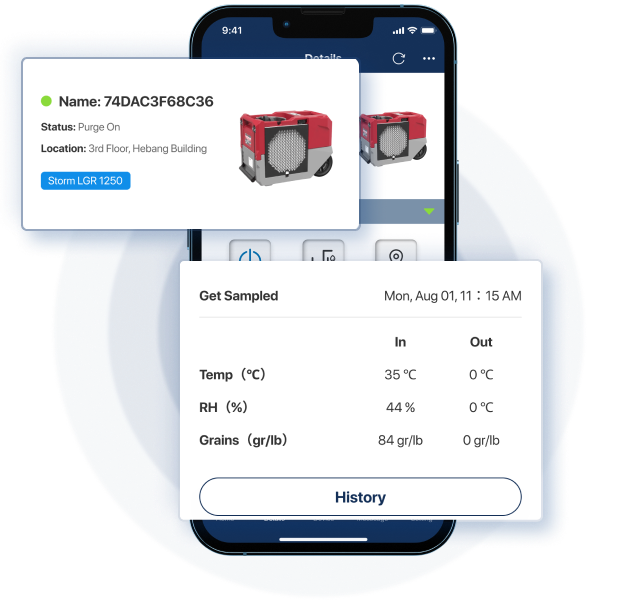 9:41
Details
Name: 74DAC3F68C36
Status: Purge On
Location: 3rd Floor, Hebang Building
Storm LGR 1250
Get Sampled Mon, Aug 01, 11：15 AM
In Out
Temp（℃） 35 ℃ 0 ℃
RH（%） 44 % 0 ℃
Grains（gr/lb） 84 gr/lb 0 gr/lb
History